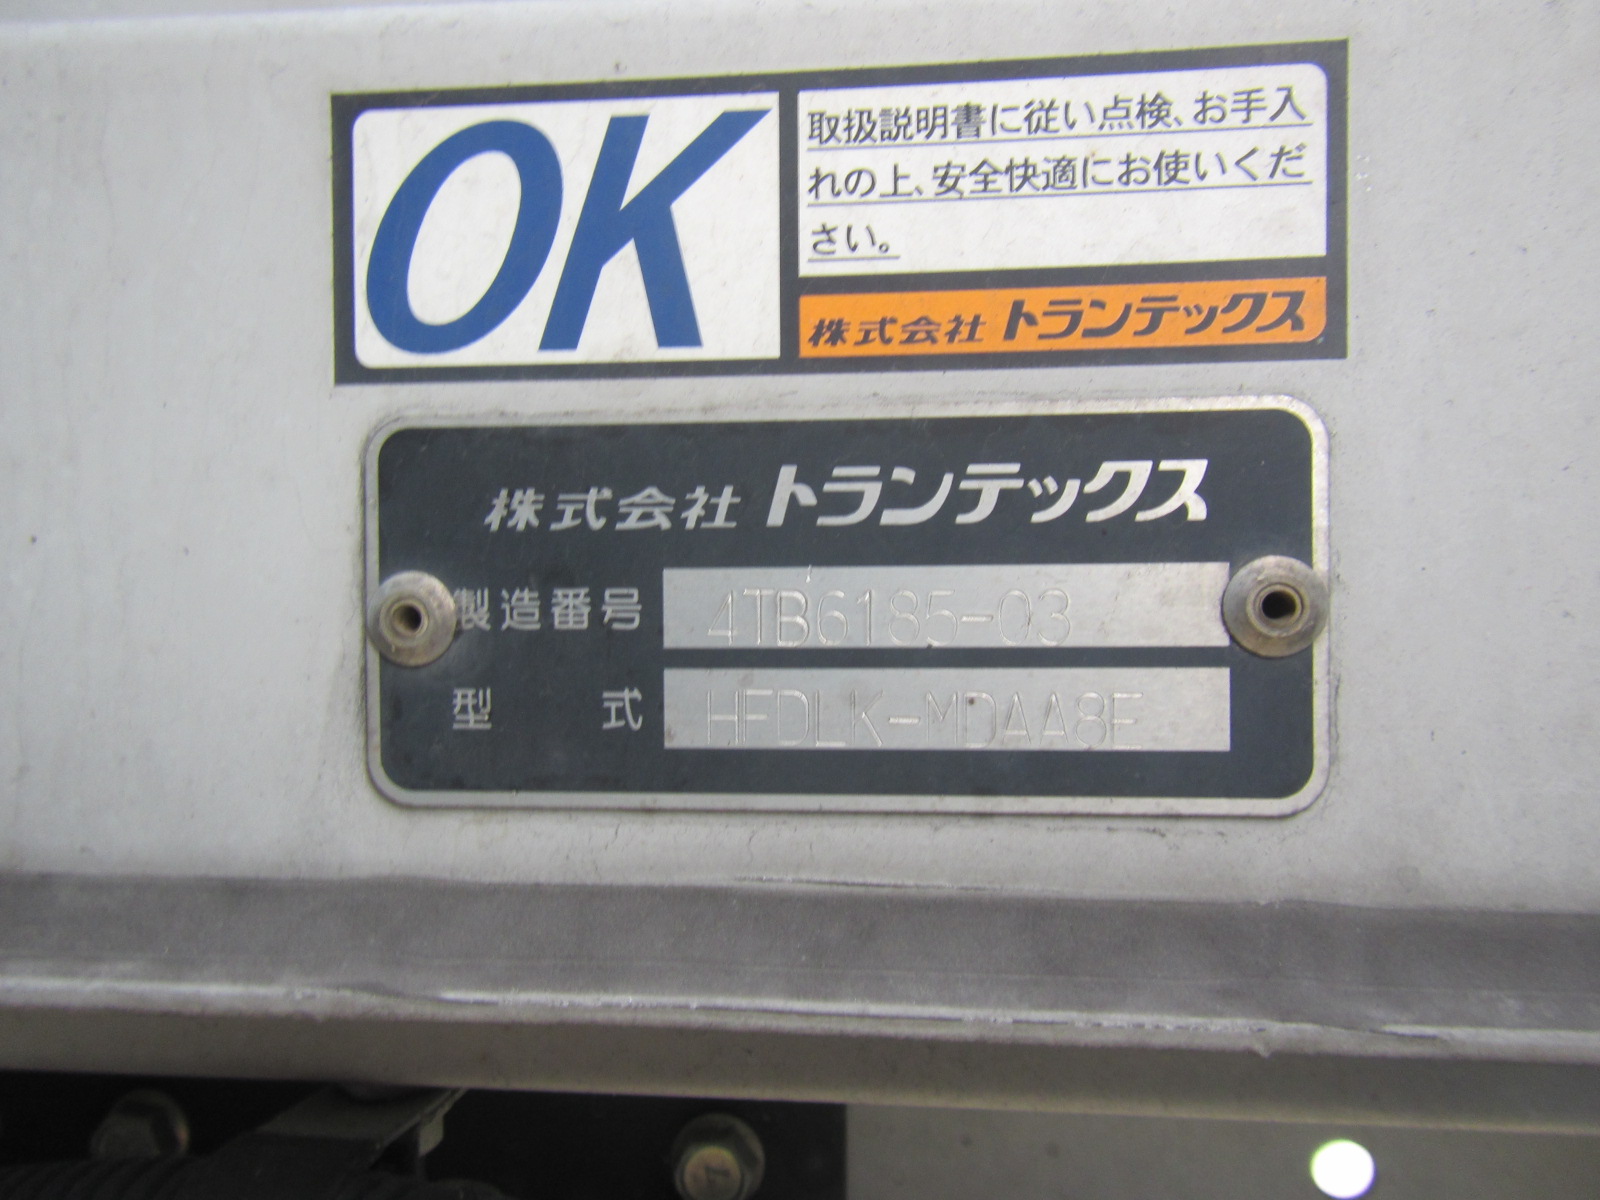 OK
取扱説明書に従い点検、お手入
れの上、安全快適にお使いくだ
さい。
株式会社 トランテックス
株式会社 トランテックス
製造番号 4TB6185-03
型式 HFDLK-MDAA8E